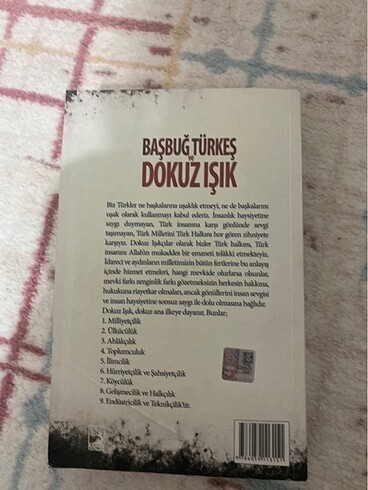 BAŞBUĞ TÜRKEŞ
ve
DOKUZ IŞIK
Biz Türkler ne başkalarına uşaklık etmeyi, ne de başkalarını
uşak olarak kullanmayı kabul ederiz. İnsanlık haysiyetine
saygı duymayan, Türk insanına karşı gönlünde sevgi
taşımayan, Türk Milletini Türk Halkını hor gören zihniyete
karşıyız. Dokuz Işıkçılar olarak bizler Türk halkını, Türk
insanını Allah'ın mukaddes bir emaneti telâkki etmekteyiz.
İdareci ve aydınların milletimizin bütün fertlerine bu anlayış
içinde hizmet etmeleri, hangi mevkide olurlarsa olsunlar,
mevki farkı zenginlik farkı gözetmeksizin herkesin hakkına,
hukukuna riayetkar olmaları, ancak gönüllerini insan sevgisi
ve insan haysiyetine sonsuz saygı ile dolu olmasına bağlıdır.
Dokuz Işık, dokuz ana ilkeye dayanır, Bunlar;
1. Milliyetçilik
2. Ülkücülük
3. Ahlâkçılık
4. Toplumculuk
5. İlimcilik
6. Hürriyetçilik ve Şahsiyetçilik
7. Köycülük
8. Gelişmecilik ve Halkçılık
9. Endüstricilik ve Teknikçilik'tir.